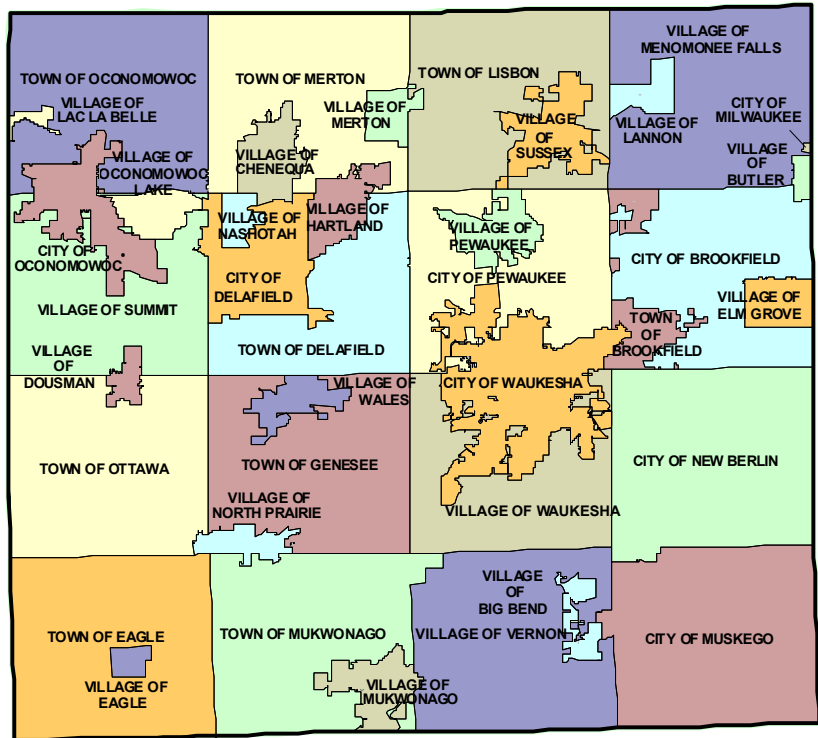 TOWN OF OCONOMOWOC
VILLAGE OF
LAC LA BELLE
VILLAGE OF
OCONOMOWOC
LAKE
TOWN OF MERTON
VILLAGE OF
MERTON
VILLAGE OF
CHENEQUA
TOWN OF LISBON
VILLAGE
OF
SUSSEX
VILLAGE OF
MENOMONEE FALLS
VILLAGE OF
LANNON
CITY OF
MILWAUKEE
VILLAGE
OF
BUTLER
CITY OF
OCONOMOWOC
VILLAGE OF SUMMIT
VILLAGE
OF
DOUSMAN
VILLAGE OF
NASHOTAH
VILLAGE OF
HARTLAND
CITY OF
DELAFIELD
TOWN OF DELAFIELD
VILLAGE OF
PEWAUKEE
CITY OF PEWAUKEE
CITY OF BROOKFIELD
VILLAGE OF
ELM GROVE
TOWN
OF
BROOKFIELD
CITY OF WAUKESHA
VILLAGE OF
WALES
TOWN OF OTTAWA
TOWN OF GENESEE
VILLAGE OF
NORTH PRAIRIE
VILLAGE OF WAUKESHA
CITY OF NEW BERLIN
TOWN OF EAGLE
VILLAGE OF
EAGLE
TOWN OF MUKWONAGO
VILLAGE OF
MUKWONAGO
VILLAGE
OF
BIG BEND
VILLAGE OF VERNON
CITY OF MUSKEGO